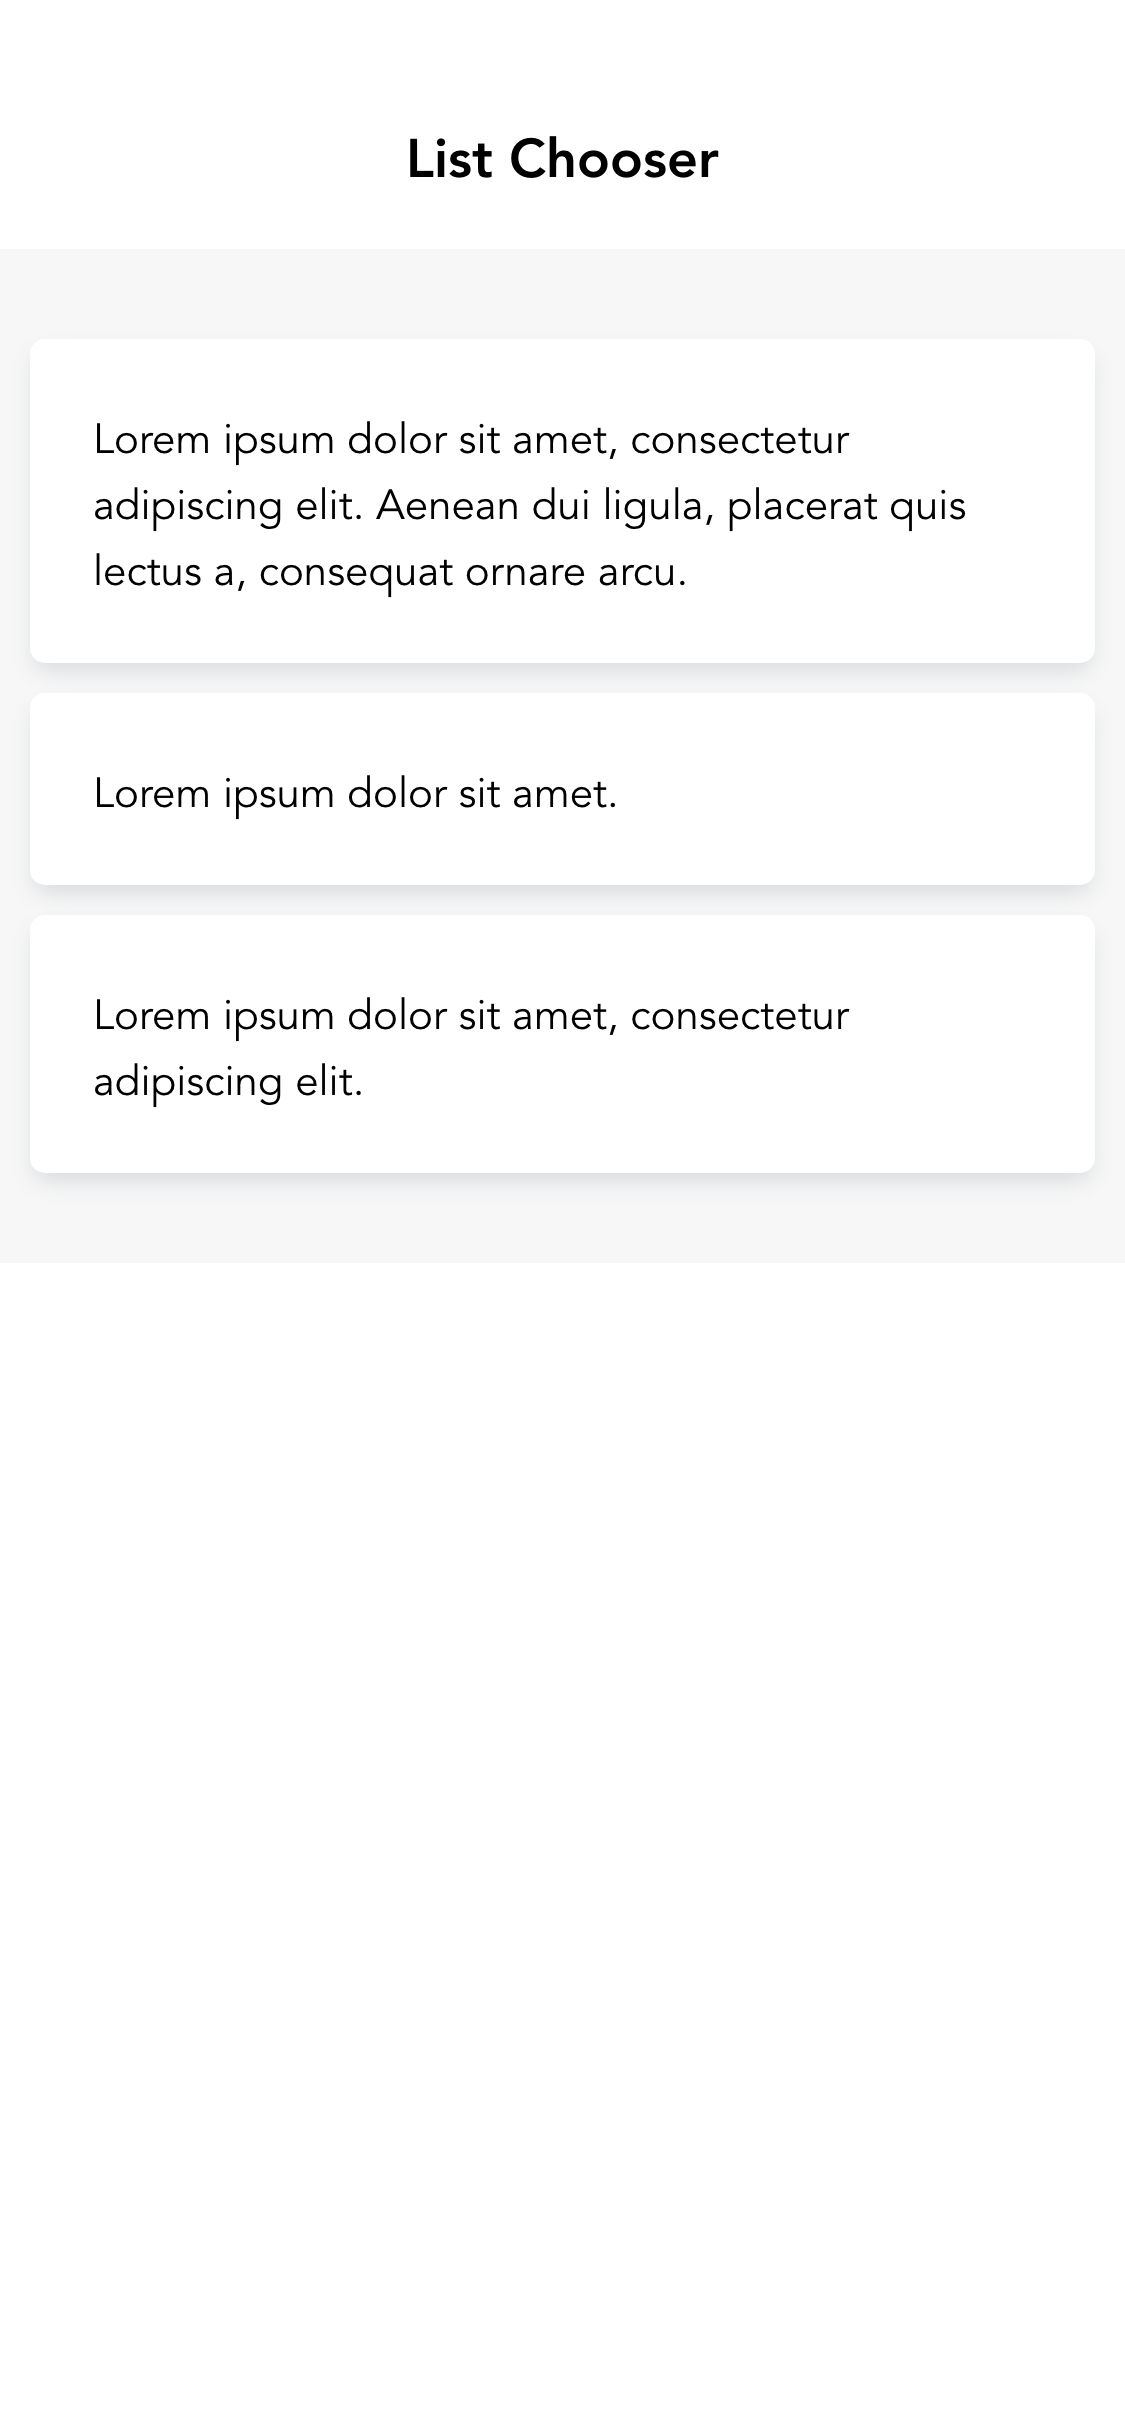 List Chooser
Lorem ipsum dolor sit amet, consectetur
adipiscing elit. Aenean dui ligula, placerat quis
lectus a, consequat ornare arcu.
Lorem ipsum dolor sit amet.
Lorem ipsum dolor sit amet, consectetur
adipiscing elit.